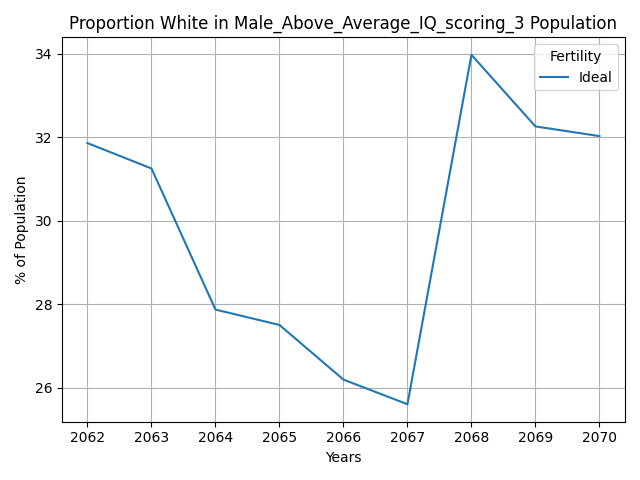 Proportion White in Male_Above_Average_IQ_scoring_3 Population
Fertility
Ideal
34
32
30
28
26
% of Population
2062 2063 2064 2065 2066 2067 2068 2069 2070
Years